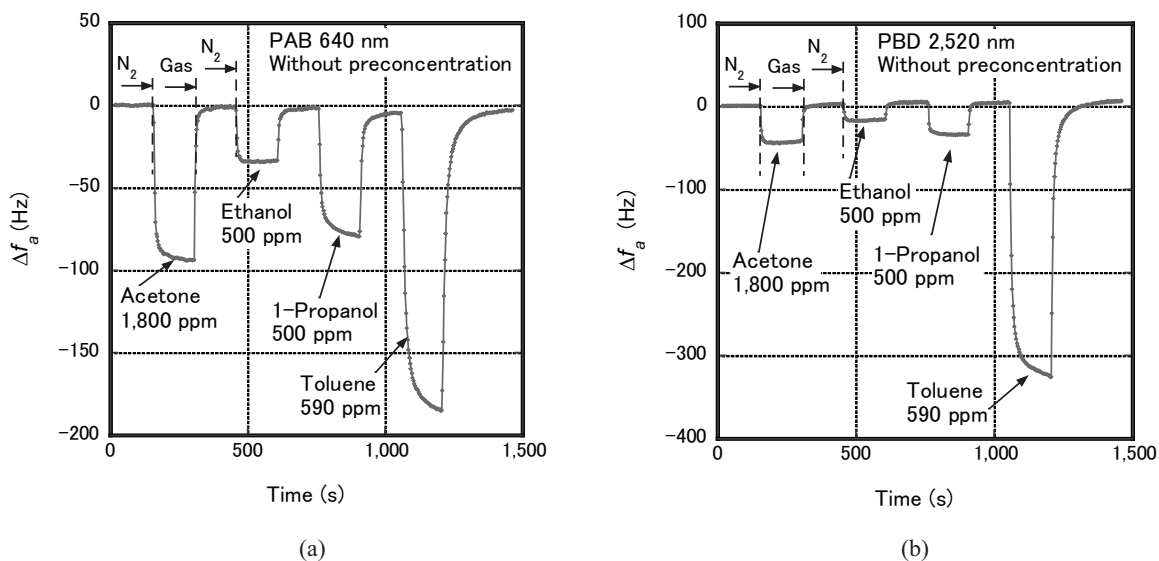 50
0
−50
−100
−150
−200
0
500
1,000
1,500
Δfₐ (Hz)
Time (s)
PAB 640 nm
Without preconcentration
N₂
Gas
N₂
Acetone
1,800 ppm
Ethanol
500 ppm
1-Propanol
500 ppm
Toluene
590 ppm
(a)
100
0
−100
−200
−300
−400
0
500
1,000
1,500
Δfₐ (Hz)
Time (s)
PBD 2,520 nm
Without preconcentration
N₂
Gas
N₂
Acetone
1,800 ppm
Ethanol
500 ppm
1-Propanol
500 ppm
Toluene
590 ppm
(b)